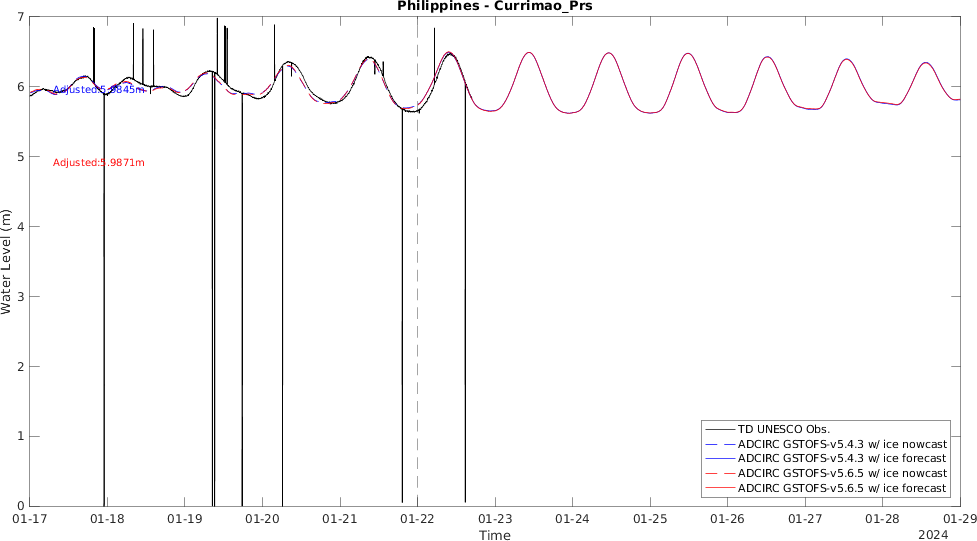 Philippines - Currimao_Prs
7
6
5
4
3
2
1
0
Water Level (m)
Adjusted:5.9845m
Adjusted:5.9871m
TD UNESCO Obs.
ADCIRC GSTOFS-v5.4.3 w/ ice nowcast
ADCIRC GSTOFS-v5.4.3 w/ ice forecast
ADCIRC GSTOFS-v5.6.5 w/ ice nowcast
ADCIRC GSTOFS-v5.6.5 w/ ice forecast
01-17 01-18 01-19 01-20 01-21 01-22 01-23 01-24 01-25 01-26 01-27 01-28 01-29
Time
2024